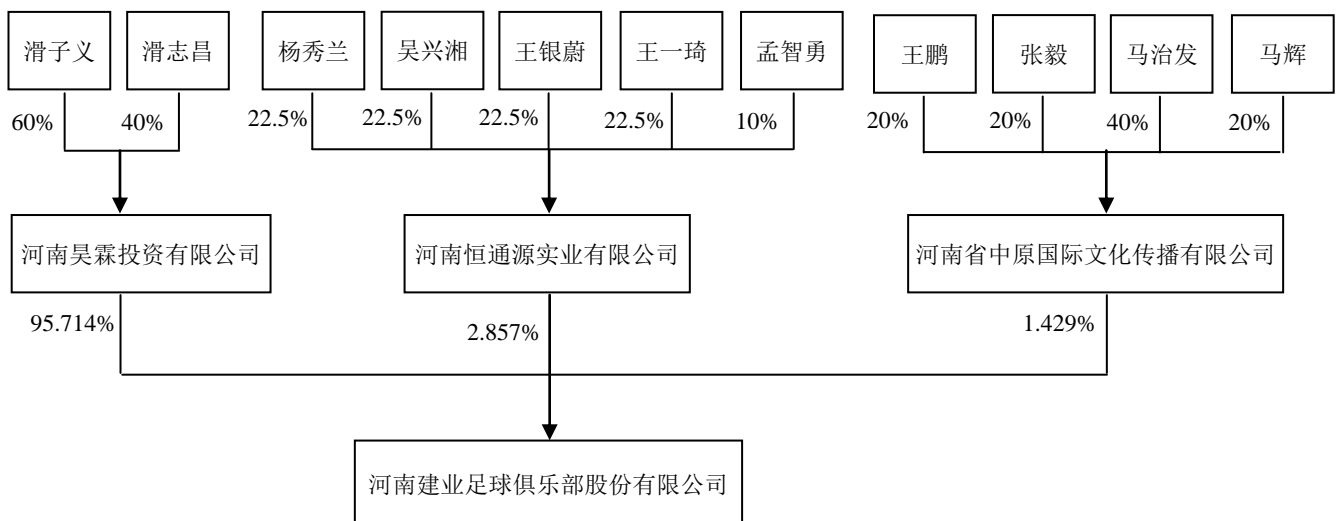 滑子义
滑志昌
杨秀兰
吴兴湘
王银蔚
王一琦
孟智勇
王鹏
张毅
马治发
马辉
60%
40%
22.5%
22.5%
22.5%
22.5%
10%
20%
20%
40%
20%
河南昊霖投资有限公司
河南恒通源实业有限公司
河南省中原国际文化传播有限公司
95.714%
2.857%
1.429%
河南建业足球俱乐部股份有限公司